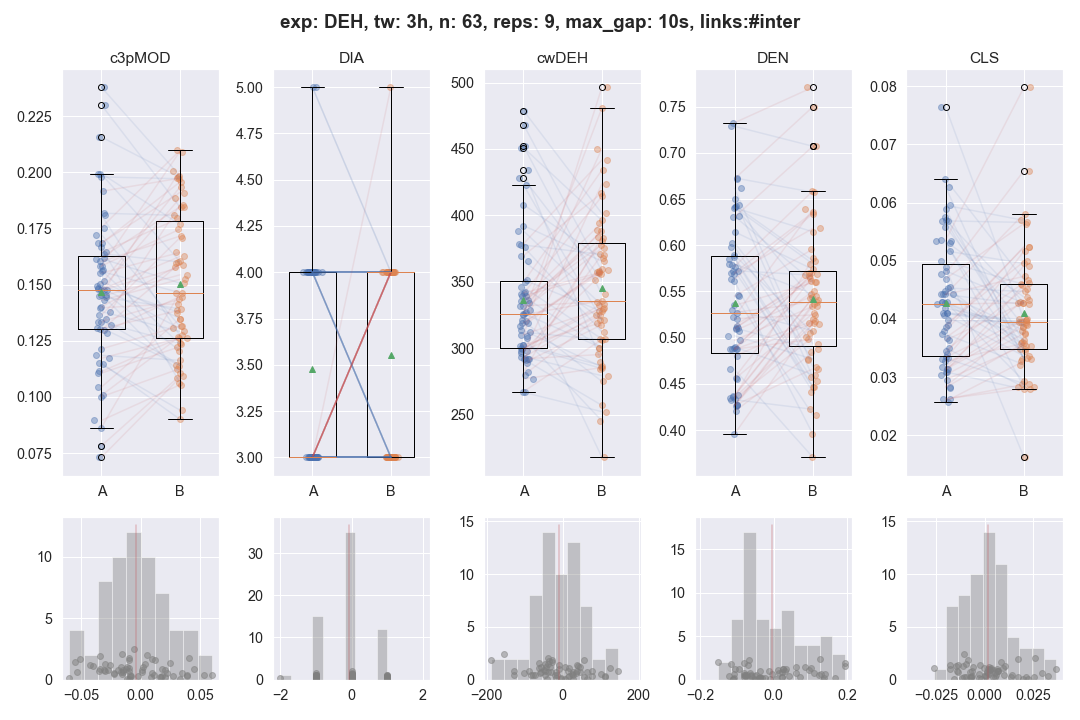 exp: DEH, tw: 3h, n: 63, reps: 9, max_gap: 10s, links:#inter
c3pMOD DIA cwDEH DEN CLS
0.225 0.200 0.175 0.150 0.125 0.100 0.075
5.00 4.75 4.50 4.25 4.00 3.75 3.50 3.25 3.00
500 450 400 350 300 250
0.75 0.70 0.65 0.60 0.55 0.50 0.45 0.40
0.08 0.07 0.06 0.05 0.04 0.03 0.02
A B A B A B A B A B
10 5 0
30 20 10 0
15 10 5 0
15 10 5 0
15 10 5 0
−0.05 0.00 0.05 −2 0 2 −200 0 200 −0.2 0.0 0.2 −0.025 0.000 0.025